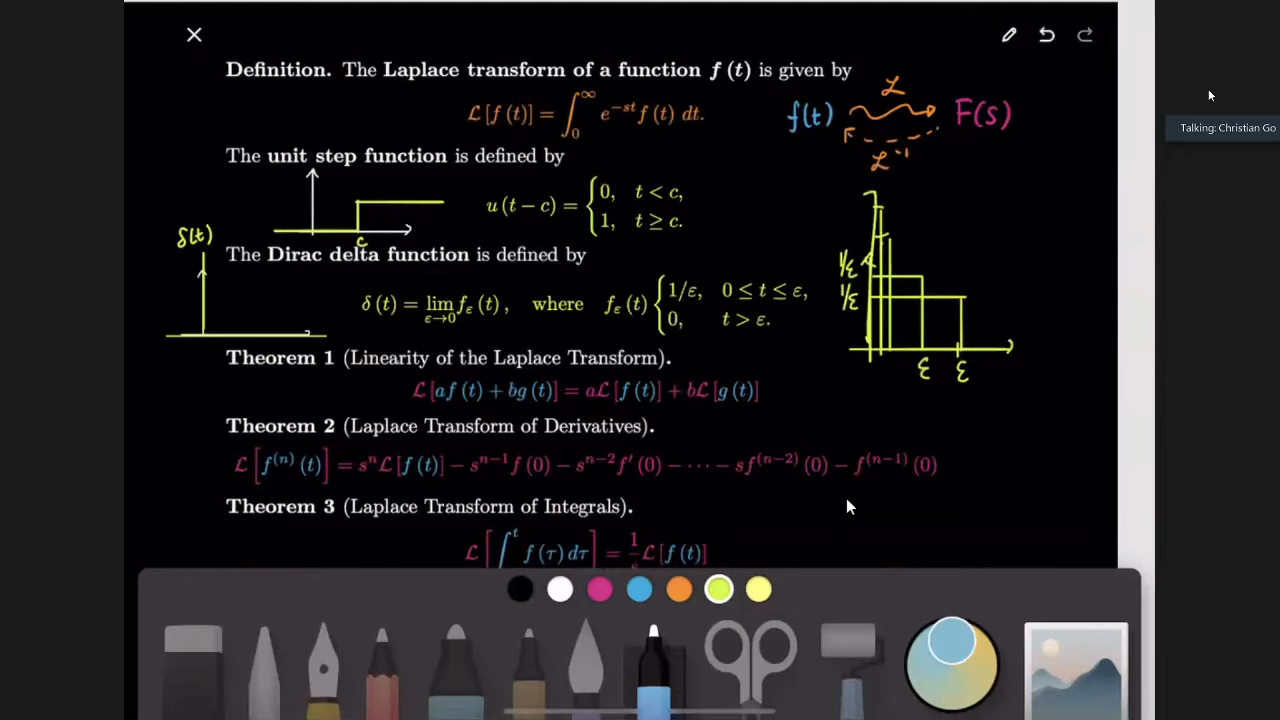 Definition. The Laplace transform of a function f (t) is given by
ℒ [f (t)] = ∫₀^∞ e^{−st} f (t) dt.
f(t) ℒ F(s)
ℒ⁻¹
Talking: Christian Go
The unit step function is defined by
u (t − c) = { 0, t < c,
1, t ≥ c.
c
δ(t)
The Dirac delta function is defined by
δ (t) = lim_{ε→0} f_ε (t) , where f_ε (t) { 1/ε, 0 ≤ t ≤ ε,
0, t > ε.
1/ε
1/ε
ε ε
Theorem 1 (Linearity of the Laplace Transform).
ℒ [af (t) + bg (t)] = aℒ [f (t)] + bℒ [g (t)]
Theorem 2 (Laplace Transform of Derivatives).
ℒ [f^{(n)} (t)] = s^n ℒ [f (t)] − s^{n−1} f (0) − s^{n−2} f′ (0) − ⋯ − sf^{(n−2)} (0) − f^{(n−1)} (0)
Theorem 3 (Laplace Transform of Integrals).
ℒ [∫^t f (τ) dτ] = 1/s ℒ [f (t)]